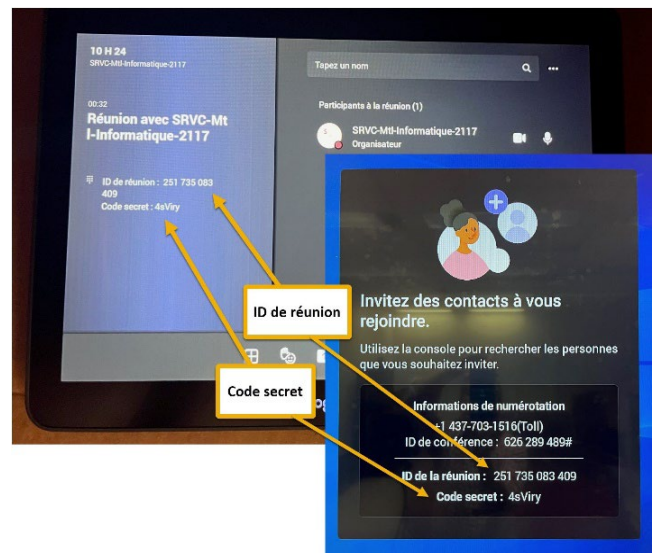 10 H 24
SRVC-Mtl-Informatique-2117
00:32
Réunion avec SRVC-Mt
l-Informatique-2117
ID de réunion : 251 735 083
409
Code secret : 4sViry
Tapez un nom
Participants à la réunion (1)
SRVC-Mtl-Informatique-2117
Organisateur
ID de réunion
Code secret
Invitez des contacts à vous
rejoindre.
Utilisez la console pour rechercher les personnes
que vous souhaitez inviter.
Informations de numérotation
+1 437-703-1516(Toll)
ID de conférence : 626 289 489#
ID de la réunion : 251 735 083 409
Code secret : 4sViry